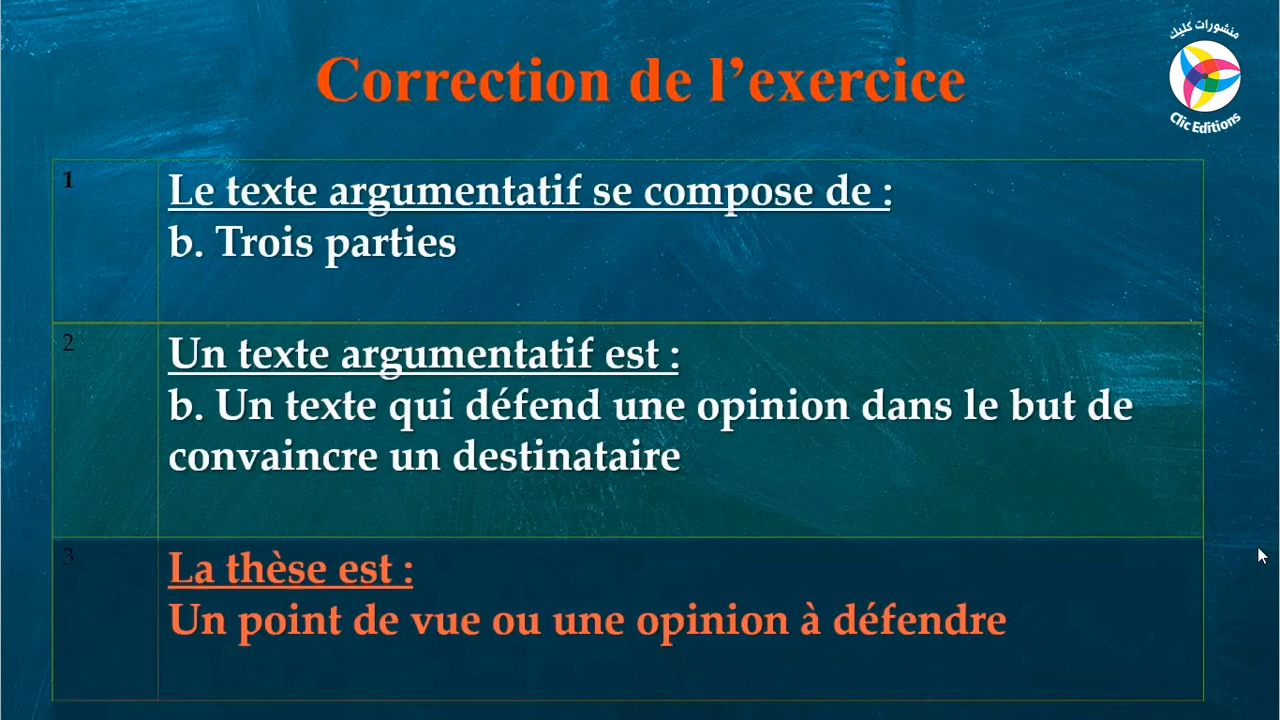 منشورات كليك
Correction de l’exercice
Clic Editions
1
Le texte argumentatif se compose de :
b. Trois parties
2
Un texte argumentatif est :
b. Un texte qui défend une opinion dans le but de
convaincre un destinataire
3
La thèse est :
Un point de vue ou une opinion à défendre